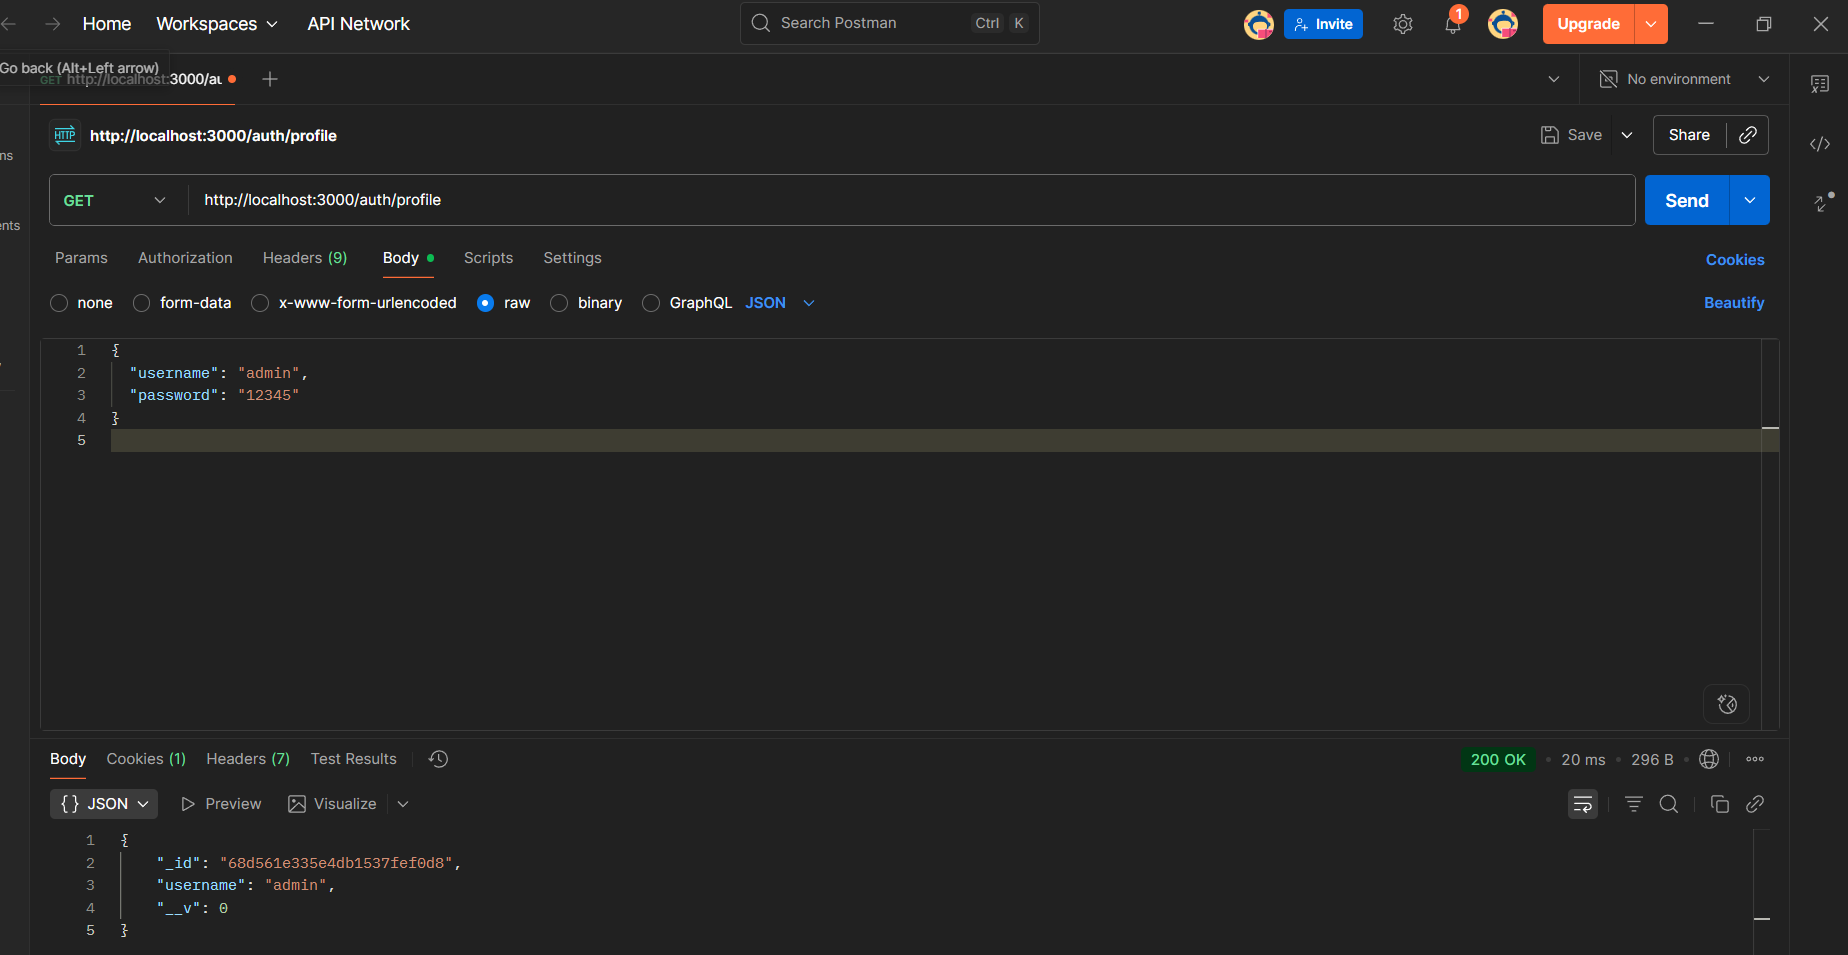 Home Workspaces API Network Search Postman Ctrl K Invite 1 Upgrade
Go back (Alt+Left arrow)
GET http://localhost:3000/au
No environment
http://localhost:3000/auth/profile Save Share
ns
GET http://localhost:3000/auth/profile Send
ents
Params Authorization Headers (9) Body Scripts Settings Cookies
none form-data x-www-form-urlencoded raw binary GraphQL JSON Beautify
1 {
2 "username": "admin",
3 "password": "12345"
4 }
5
Body Cookies (1) Headers (7) Test Results 200 OK • 20 ms • 296 B •
{} JSON Preview Visualize
1 {
2 "_id": "68d561e335e4db1537fef0d8",
3 "username": "admin",
4 "__v": 0
5 }